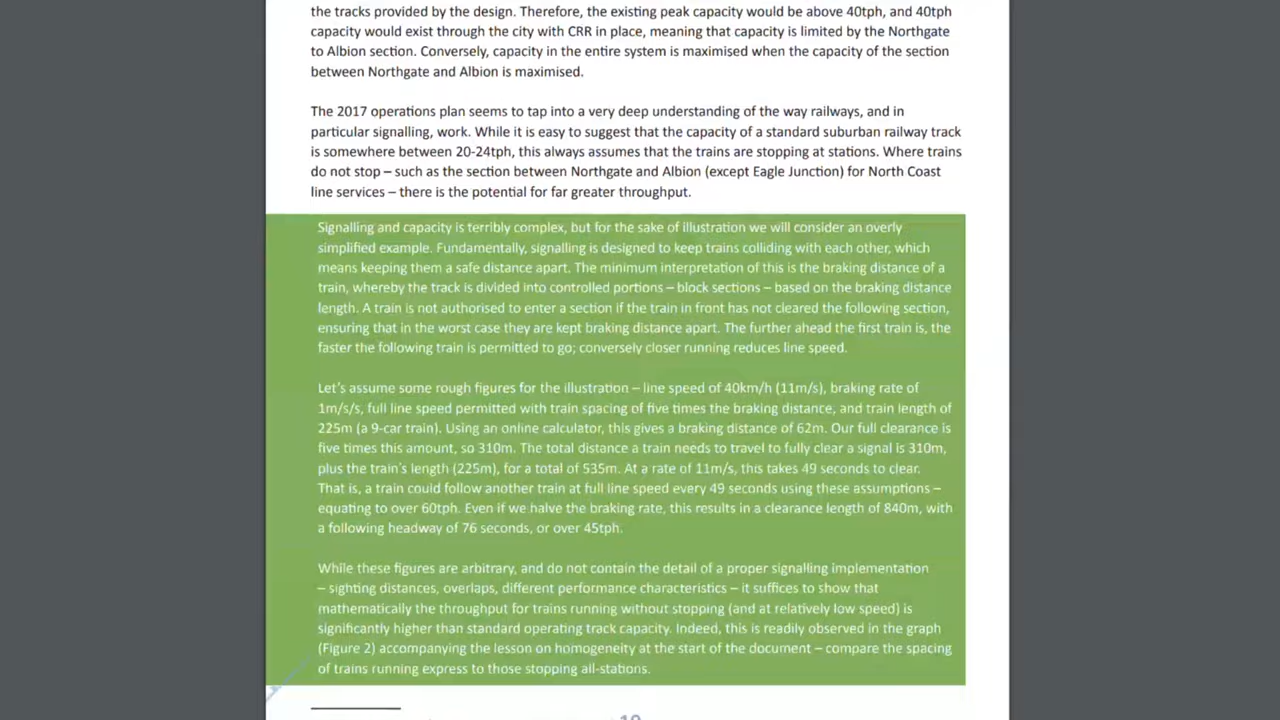 the tracks provided by the design. Therefore, the existing peak capacity would be above 40tph, and 40tph
capacity would exist through the city with CRR in place, meaning that capacity is limited by the Northgate
to Albion section. Conversely, capacity in the entire system is maximised when the capacity of the section
between Northgate and Albion is maximised.
The 2017 operations plan seems to tap into a very deep understanding of the way railways, and in
particular signalling, work. While it is easy to suggest that the capacity of a standard suburban railway track
is somewhere between 20-24tph, this always assumes that the trains are stopping at stations. Where trains
do not stop – such as the section between Northgate and Albion (except Eagle Junction) for North Coast
line services – there is the potential for far greater throughput.
Signalling and capacity is terribly complex, but for the sake of illustration we will consider an overly
simplified example. Fundamentally, signalling is designed to keep trains colliding with each other, which
means keeping them a safe distance apart. The minimum interpretation of this is the braking distance of a
train, whereby the track is divided into controlled portions – block sections – based on the braking distance
length. A train is not authorised to enter a section if the train in front has not cleared the following section,
ensuring that in the worst case they are kept braking distance apart. The further ahead the first train is, the
faster the following train is permitted to go; conversely closer running reduces line speed.
Let's assume some rough figures for the illustration – line speed of 40km/h (11m/s), braking rate of
1m/s/s, full line speed permitted with train spacing of five times the braking distance, and train length of
225m (a 9-car train). Using an online calculator, this gives a braking distance of 62m. Our full clearance is
five times this amount, so 310m. The total distance a train needs to travel to fully clear a signal is 310m,
plus the train's length (225m), for a total of 535m. At a rate of 11m/s, this takes 49 seconds to clear.
That is, a train could follow another train at full line speed every 49 seconds using these assumptions –
equating to over 60tph. Even if we halve the braking rate, this results in a clearance length of 840m, with
a following headway of 76 seconds, or over 45tph.
While these figures are arbitrary, and do not contain the detail of a proper signalling implementation
– sighting distances, overlaps, different performance characteristics – it suffices to show that
mathematically the throughput for trains running without stopping (and at relatively low speed) is
significantly higher than standard operating track capacity. Indeed, this is readily observed in the graph
(Figure 2) accompanying the lesson on homogeneity at the start of the document – compare the spacing
of trains running express to those stopping all-stations.